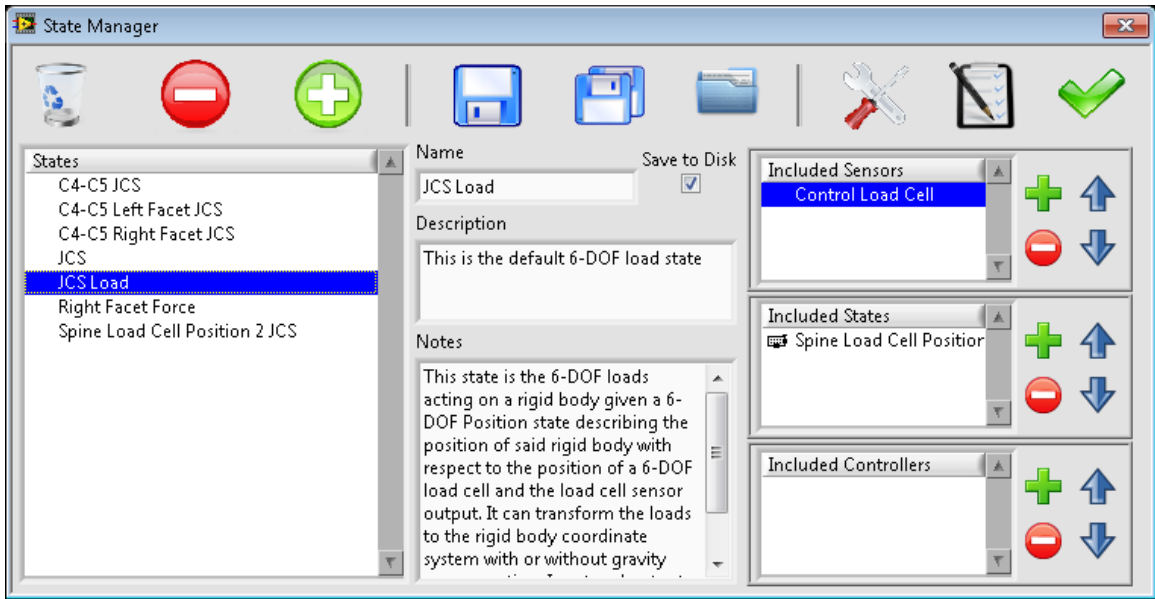 State Manager
States
C4-C5 JCS
C4-C5 Left Facet JCS
C4-C5 Right Facet JCS
JCS
JCS Load
Right Facet Force
Spine Load Cell Position 2 JCS
Name
Save to Disk
JCS Load
Description
This is the default 6-DOF load state
Notes
This state is the 6-DOF loads
acting on a rigid body given a 6-
DOF Position state describing the
position of said rigid body with
respect to the position of a 6-DOF
load cell and the load cell sensor
output. It can transform the loads
to the rigid body coordinate
system with or without gravity
Included Sensors
Control Load Cell
Included States
Spine Load Cell Position
Included Controllers